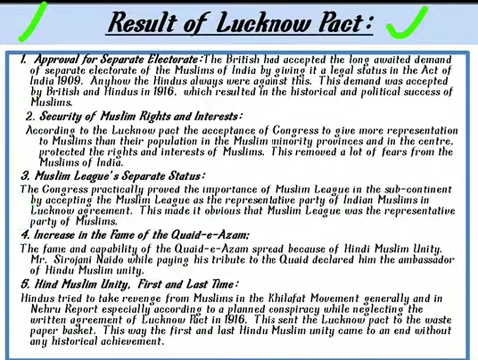 Result of Lucknow Pact:
1. Approval for Separate Electorate: The British had accepted the long awaited demand
of separate electorate of the Muslims of India by giving it a legal status in the Act of
India 1909. Anyhow the Hindus always were against this. This demand was accepted
by British and Hindus in 1916, which resulted in the historical and political success of
Muslims.
2. Security of Muslim Rights and Interests:
According to the Lucknow pact the acceptance of Congress to give more representation
to Muslims than their population in the Muslim minority provinces and in the centre,
protected the rights and interests of Muslims. This removed a lot of fears from the
Muslims of India.
3. Muslim League's Separate Status:
The Congress practically proved the importance of Muslim League in the sub-continent
by accepting the Muslim League as the representative party of Indian Muslims in
Lucknow agreement. This made it obvious that Muslim League was the representative
party of Muslims.
4. Increase in the Fame of the Quaid-e-Azam;
The fame and capability of the Quaid-e-Azam spread because of Hindi Muslim Unity.
Mr. Sirojani Naido while paying his tribute to the Quaid declared him the ambassador
of Hindu Muslim unity.
5. Hind Muslim Unity, First and Last Time:
Hindus tried to take revenge from Muslims in the Khilafat Movement generally and in
Nehru Report especially according to a planned conspiracy while neglecting the
written agreement of Lucknow Pact in 1916. This sent the Lucknow pact to the waste
paper basket. This way the first and last Hindu Muslim unity came to an end without
any historical achievement.